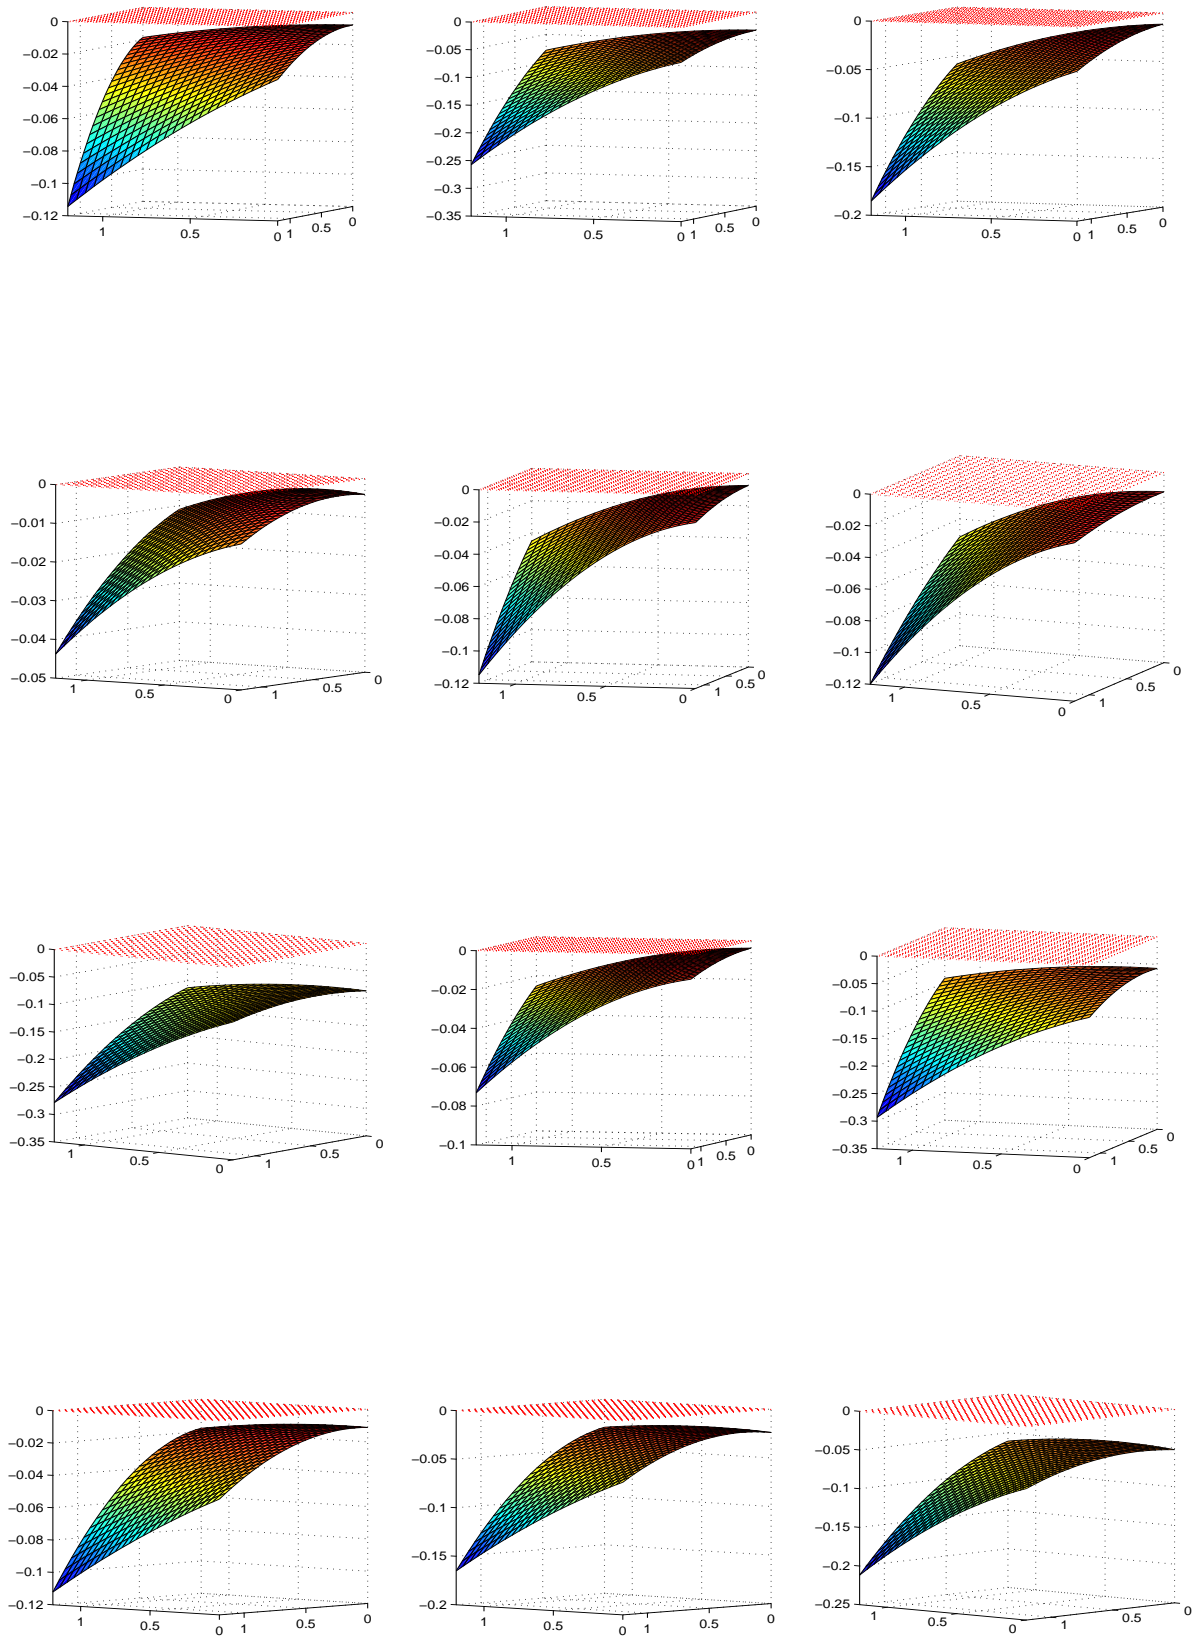 0 0 0
−0.02 −0.05 −0.05
−0.04 −0.1 −0.1
−0.06 −0.15 −0.15
−0.08 −0.2 −0.2
−0.1 −0.25
−0.12 −0.3
−0.35
1 0.5 0 1 0.5 0
1 0.5 0 1 0.5 0
1 0.5 0 1 0.5 0
0 0 0
−0.01 −0.02 −0.02
−0.02 −0.04 −0.04
−0.03 −0.06 −0.06
−0.04 −0.08 −0.08
−0.05 −0.1 −0.1
−0.12 −0.12
1 0.5 0 1 0.5 0
1 0.5 0 1 0.5 0
1 0.5 0 1 0.5 0
0 0 0
−0.05 −0.02 −0.05
−0.1 −0.04 −0.1
−0.15 −0.06 −0.15
−0.2 −0.08 −0.2
−0.25 −0.1 −0.25
−0.3 −0.3
−0.35 −0.35
1 0.5 0 1 0.5 0
1 0.5 0 1 0.5 0
1 0.5 0 1 0.5 0
0 0 0
−0.02 −0.05 −0.05
−0.04 −0.1 −0.1
−0.06 −0.15 −0.15
−0.08 −0.2 −0.2
−0.1 −0.25
−0.12
1 0.5 0 1 0.5 0
1 0.5 0 1 0.5 0
1 0.5 0 1 0.5 0